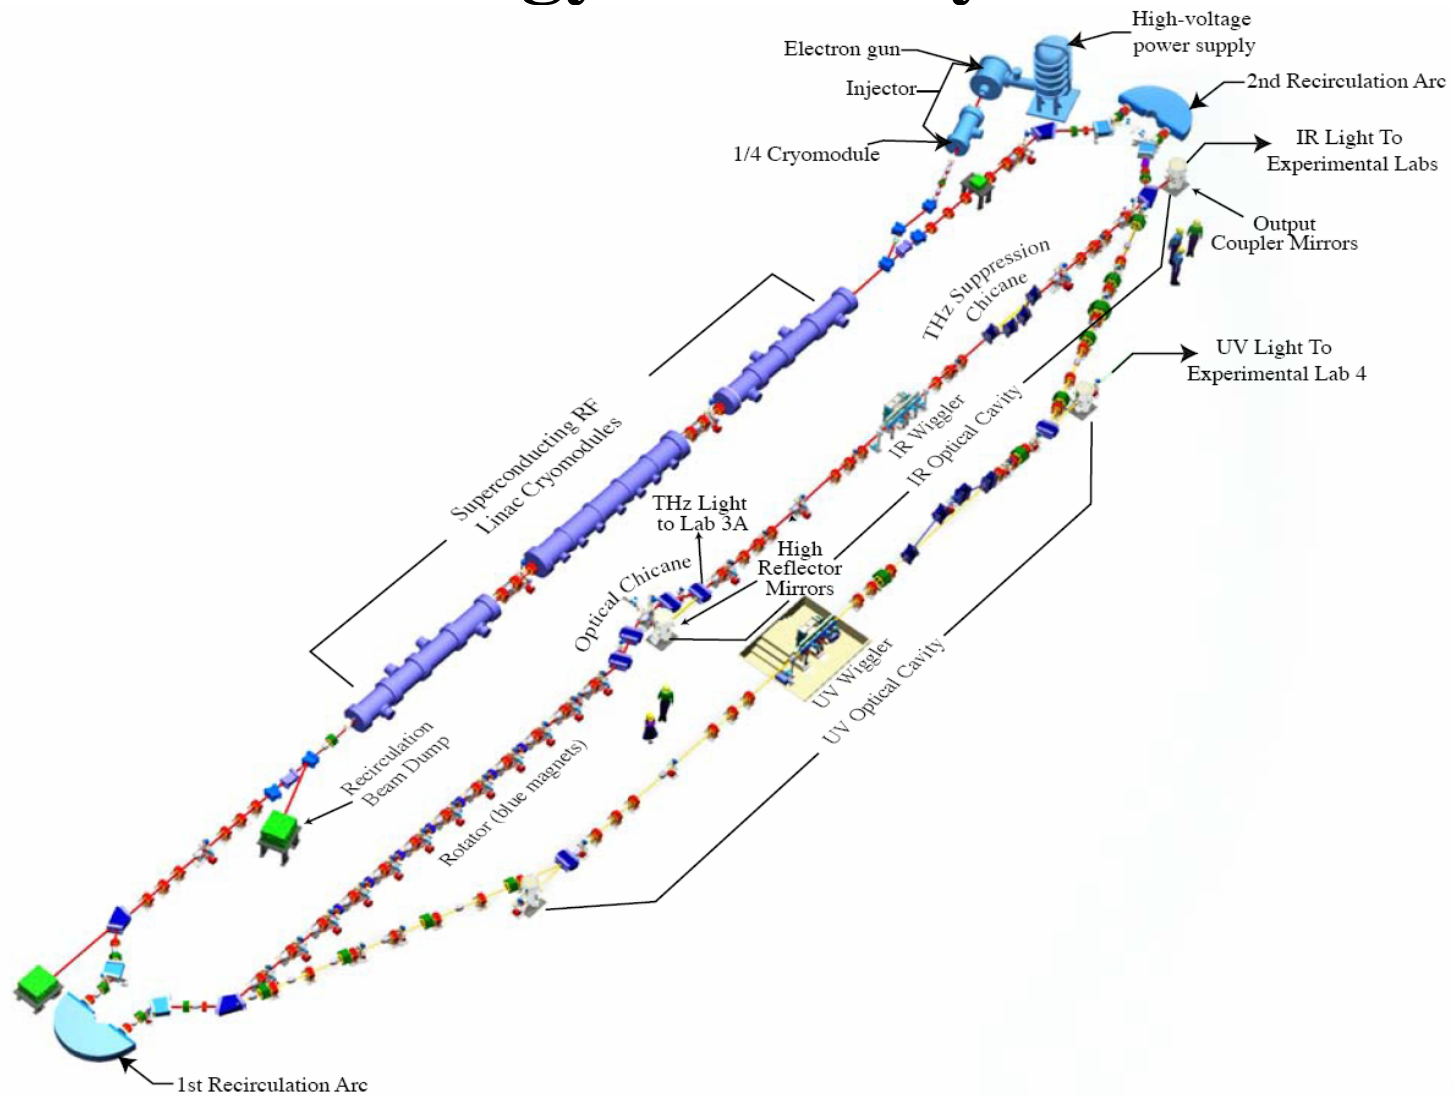 High-voltage
power supply
Electron gun
Injector
2nd Recirculation Arc
1/4 Cryomodule
IR Light To
Experimental Labs
Output
Coupler Mirrors
THz Suppression
Chicane
UV Light To
Experimental Lab 4
Superconducting RF
Linac Cryomodules
IR Wiggler
IR Optical Cavity
THz Light
to Lab 3A
High
Reflector
Mirrors
Optical Chicane
UV Wiggler
UV Optical Cavity
Recirculation
Beam Dump
Rotator (blue magnets)
1st Recirculation Arc